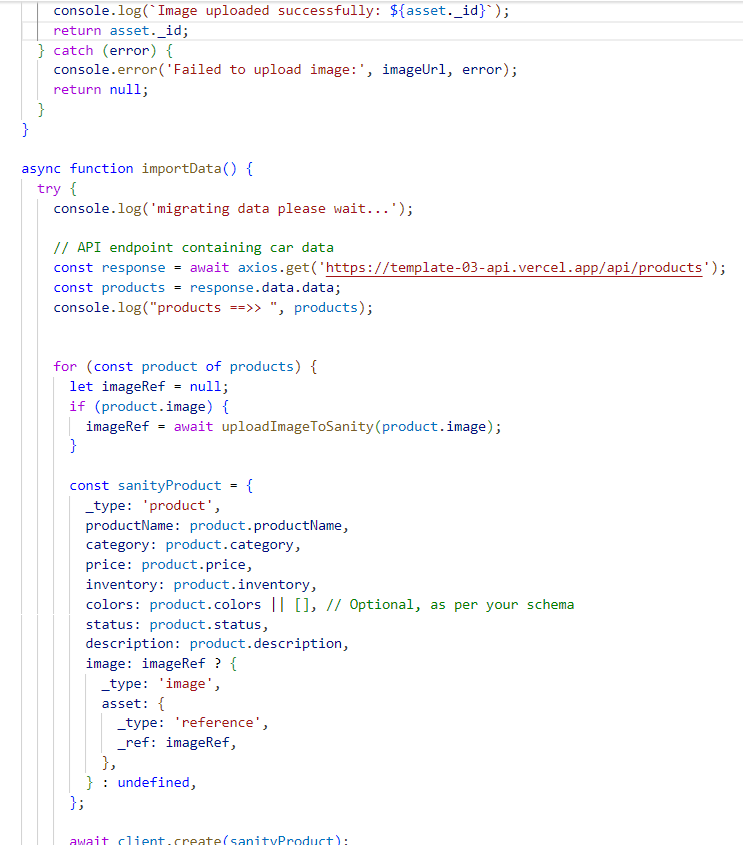 console.log(`Image uploaded successfully: ${asset._id}`);
return asset._id;
} catch (error) {
console.error('Failed to upload image:', imageUrl, error);
return null;
}
}
async function importData() {
try {
console.log('migrating data please wait...');
// API endpoint containing car data
const response = await axios.get('https://template-03-api.vercel.app/api/products');
const products = response.data.data;
console.log("products ==>> ", products);
for (const product of products) {
let imageRef = null;
if (product.image) {
imageRef = await uploadImageToSanity(product.image);
}
const sanityProduct = {
_type: 'product',
productName: product.productName,
category: product.category,
price: product.price,
inventory: product.inventory,
colors: product.colors || [], // Optional, as per your schema
status: product.status,
description: product.description,
image: imageRef ? {
_type: 'image',
asset: {
_type: 'reference',
_ref: imageRef,
},
} : undefined,
};
await client.create(sanityProduct);